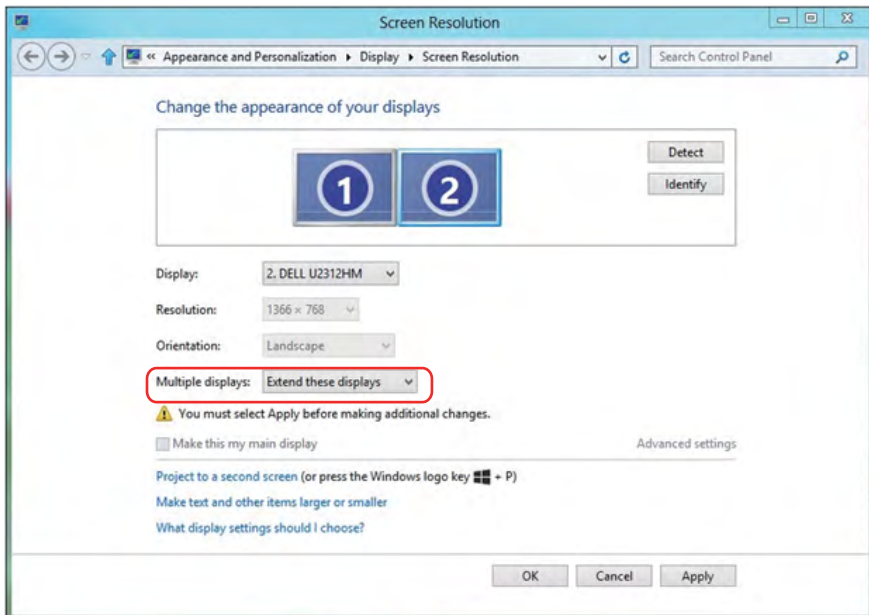 Screen Resolution
« Appearance and Personalization ▸ Display ▸ Screen Resolution
Search Control Panel
Change the appearance of your displays
1 2
Detect
Identify
Display: 2. DELL U2312HM
Resolution: 1366 × 768
Orientation: Landscape
Multiple displays: Extend these displays
You must select Apply before making additional changes.
Make this my main display Advanced settings
Project to a second screen (or press the Windows logo key + P)
Make text and other items larger or smaller
What display settings should I choose?
OK Cancel Apply